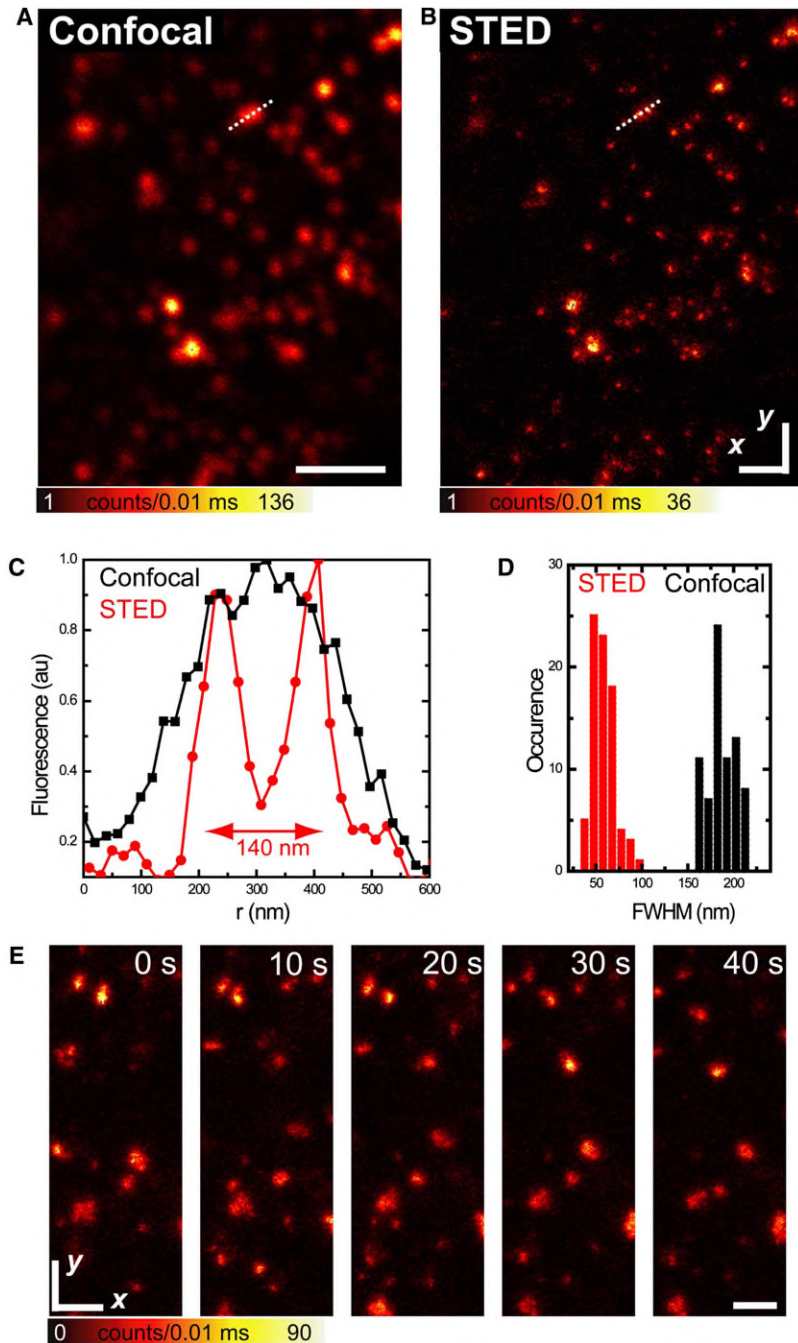 A
Confocal
B
STED
y
x
1 counts/0.01 ms 136
1 counts/0.01 ms 36
C
1.0
0.8
0.6
0.4
0.2
Fluorescence (au)
Confocal
STED
140 nm
0 100 200 300 400 500 600
r (nm)
D
30
20
10
0
Occurence
STED Confocal
50 100 150 200
FWHM (nm)
E
0 s
10 s
20 s
30 s
40 s
y
x
0 counts/0.01 ms 90